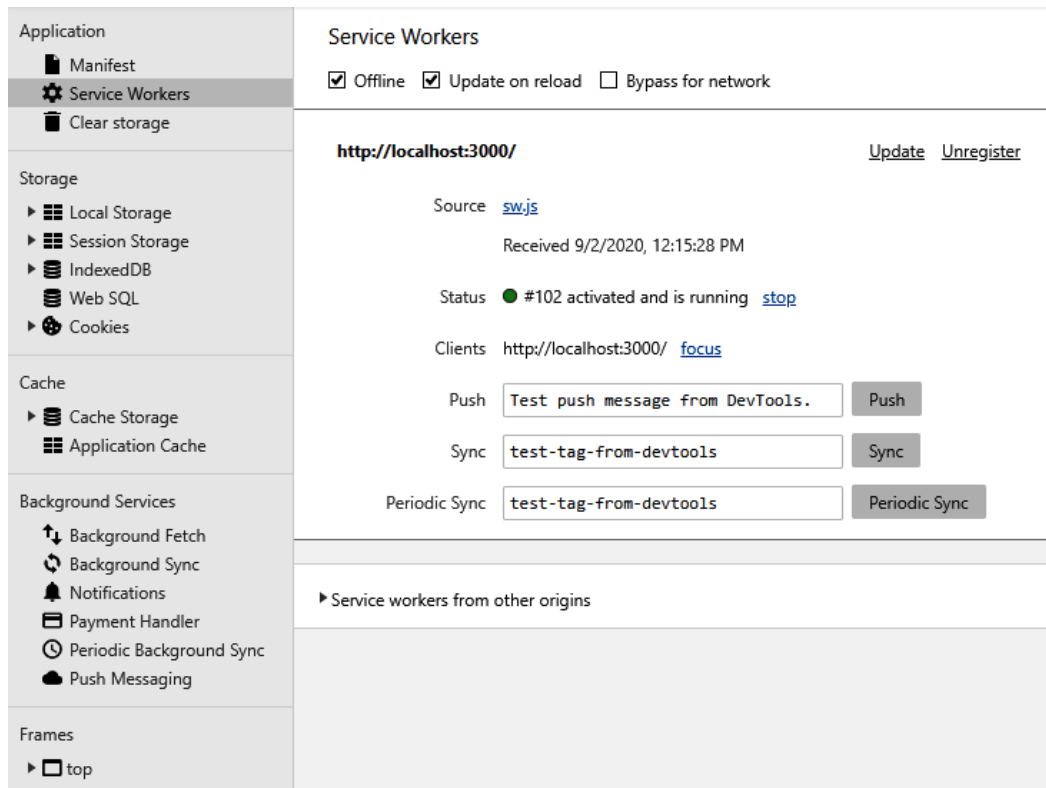 Application
Manifest
Service Workers
Clear storage
Storage
Local Storage
Session Storage
IndexedDB
Web SQL
Cookies
Cache
Cache Storage
Application Cache
Background Services
Background Fetch
Background Sync
Notifications
Payment Handler
Periodic Background Sync
Push Messaging
Frames
top
Service Workers
Offline Update on reload Bypass for network
http://localhost:3000/ Update Unregister
Source sw.js
Received 9/2/2020, 12:15:28 PM
Status #102 activated and is running stop
Clients http://localhost:3000/ focus
Push Test push message from DevTools. Push
Sync test-tag-from-devtools Sync
Periodic Sync test-tag-from-devtools Periodic Sync
Service workers from other origins